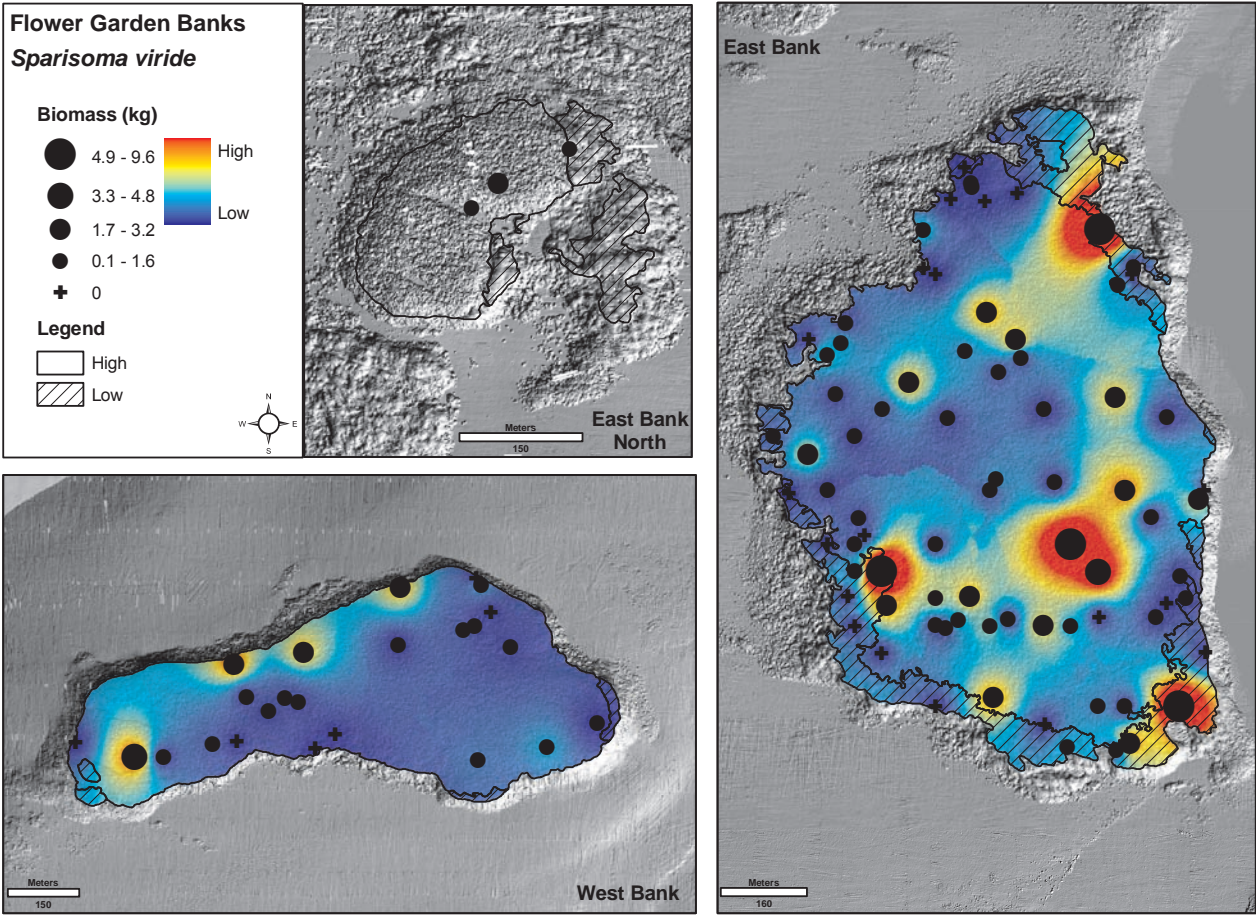 Flower Garden Banks
Sparisoma viride
Biomass (kg)
4.9 - 9.6
3.3 - 4.8
1.7 - 3.2
0.1 - 1.6
0
High
Low
Legend
High
Low
N
W
E
S
Meters
150
East Bank
North
East Bank
Meters
160
Meters
150
West Bank